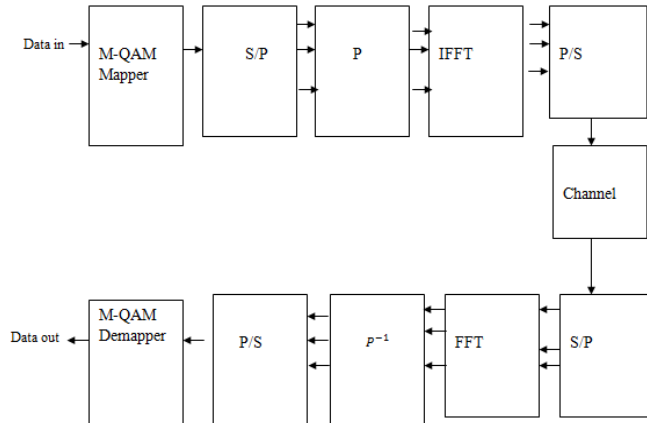 Data in
M-QAM
Mapper
S/P
P
IFFT
P/S
Channel
M-QAM
Demapper
Data out
P/S
P⁻¹
FFT
S/P